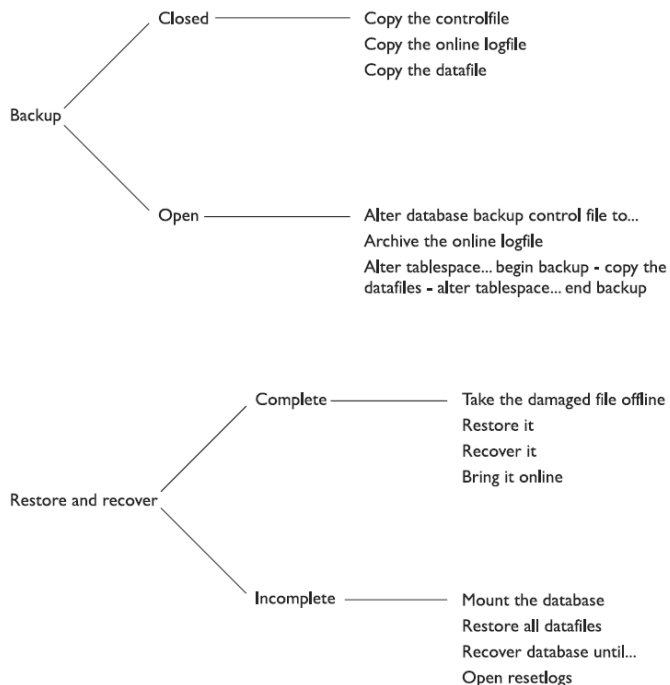 Closed
Copy the controlfile
Copy the online logfile
Copy the datafile
Backup
Open
Alter database backup control file to...
Archive the online logfile
Alter tablespace... begin backup - copy the
datafiles - alter tablespace... end backup
Complete
Take the damaged file offline
Restore it
Recover it
Bring it online
Restore and recover
Incomplete
Mount the database
Restore all datafiles
Recover database until...
Open resetlogs